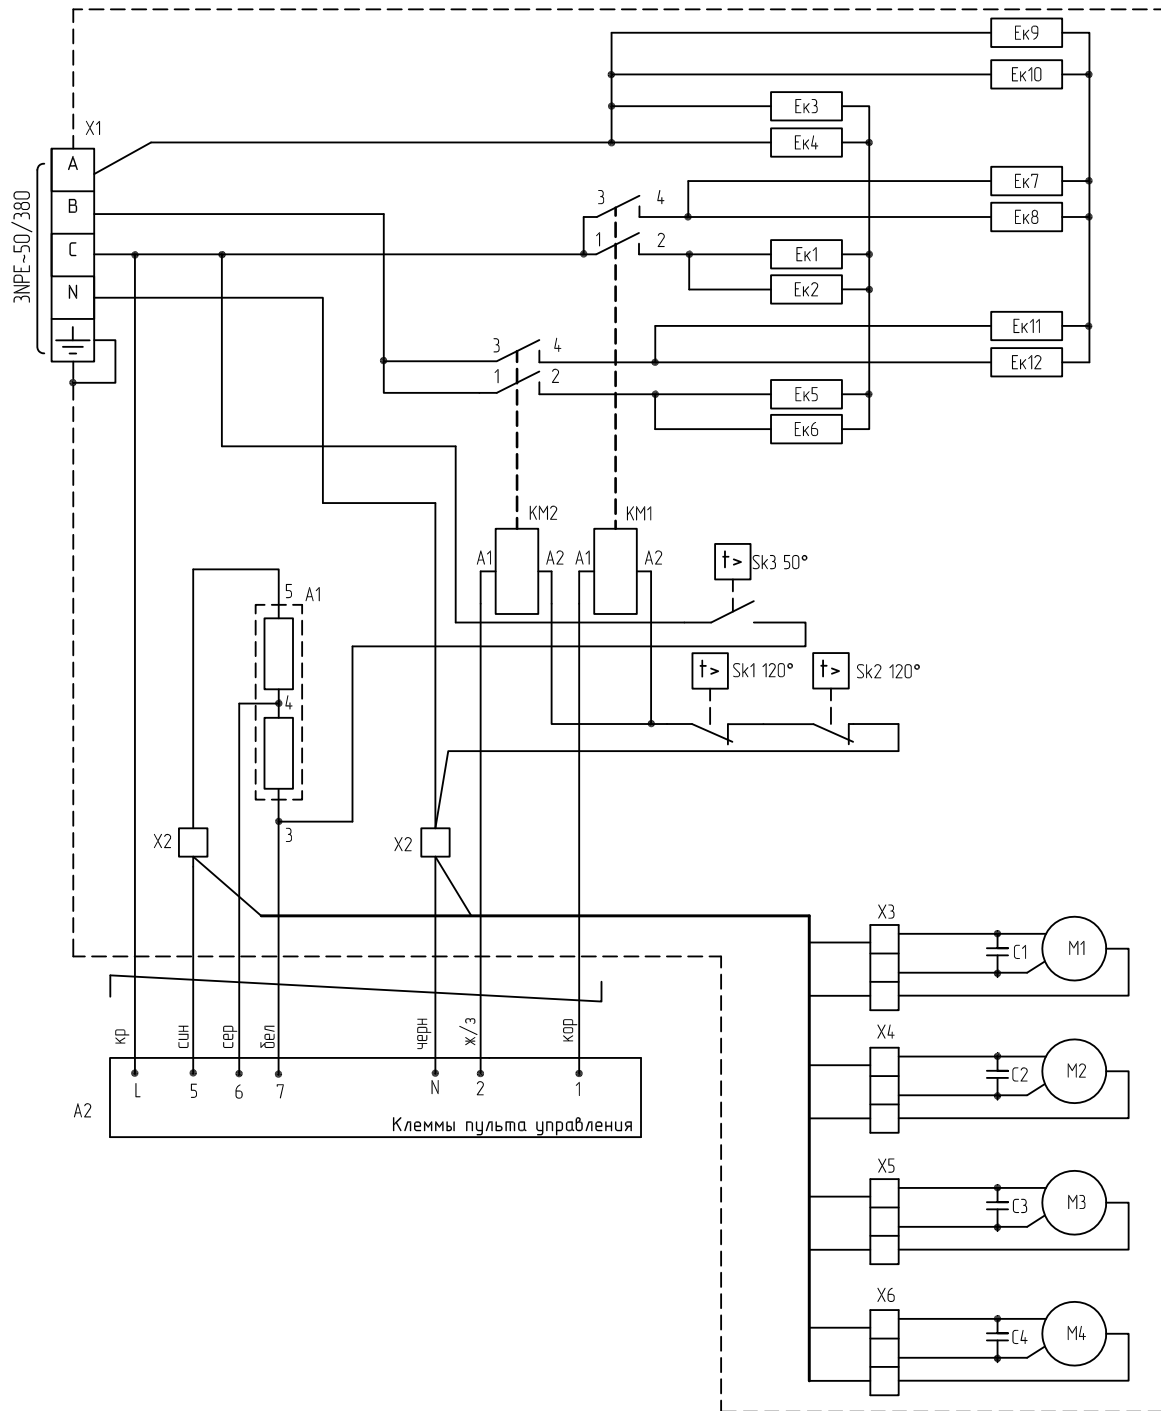 Ек9
Ек10
Ек3
X1
Ек4
A
3 4
Ек7
B
Ек8
3NPE~50/380
C
1 2
Ек1
N
Ек2
Ек11
3 4
Ек12
1 2
Ек5
Ек6
KM2 KM1
A1 A2 A1 A2
Sk3 50°
t>
5 A1
t> Sk1 120° t> Sk2 120°
4
3
X2 X2
X3
C1 M1
кр син сер бел черн ж/з кор
X4
C2 M2
L 5 6 7 N 2 1
A2
Клеммы пульта управления
X5
C3 M3
X6
C4 M4